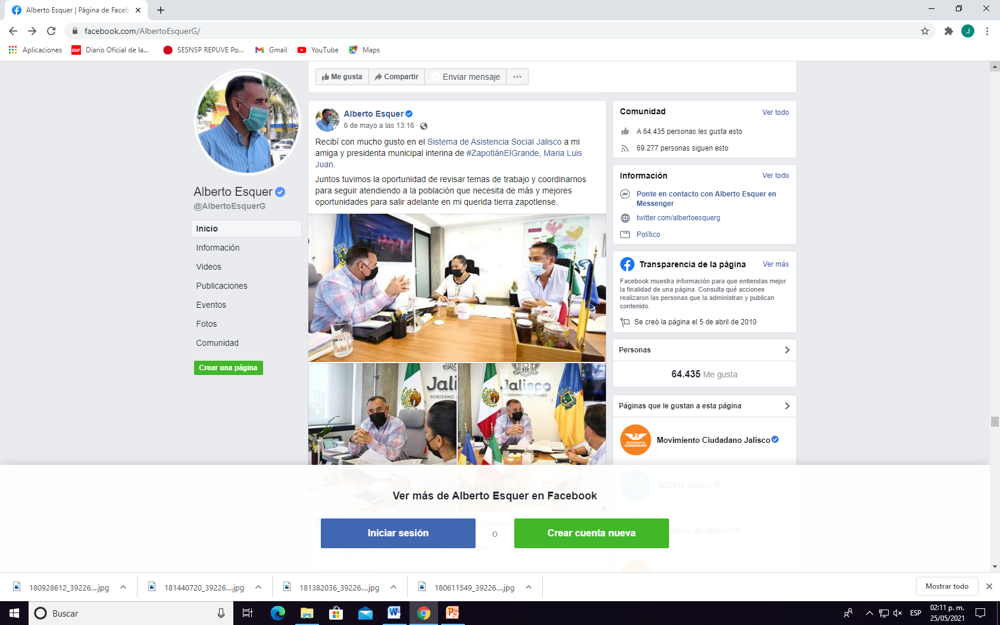 Alberto Esquer | Página de Faceb
facebook.com/AlbertoEsquerG/
J
Aplicaciones
DOF
Diario Oficial de la...
SESNSP REPUVE Po...
Gmail
YouTube
Maps
Me gusta
Compartir
Enviar mensaje
Alberto Esquer
@AlbertoEsquerG
Inicio
Información
Videos
Publicaciones
Eventos
Fotos
Comunidad
Crear una página
Alberto Esquer
6 de mayo a las 13:16 ·
Recibí con mucho gusto en el Sistema de Asistencia Social Jalisco a mi
amiga y presidenta municipal interina de #ZapotlánElGrande, Maria Luis
Juan.
Juntos tuvimos la oportunidad de revisar temas de trabajo y coordinarnos
para seguir atendiendo a la población que necesita de más y mejores
oportunidades para salir adelante en mi querida tierra zapotlense.
Jalisco
GOBIERNO DEL ESTADO
Comunidad
Ver todo
A 64.435 personas les gusta esto
69.277 personas siguen esto
Información
Ver todo
Ponte en contacto con Alberto Esquer en
Messenger
twitter.com/albertoesquerg
Político
Transparencia de la página
Ver más
Facebook muestra información para que entiendas mejor
la finalidad de una página. Consulta qué acciones
realizaron las personas que la administran y publican
contenido.
Se creó la página el 5 de abril de 2010
Personas
64.435 Me gusta
Páginas que le gustan a esta página
MOVIMIENTO
CIUDADANO
Movimiento Ciudadano Jalisco
SADER Jalisco
Gobierno de Jalisco
Ver más de Alberto Esquer en Facebook
Iniciar sesión
o
Crear cuenta nueva
Más relevantes
180928612_39226....jpg
181440720_39226....jpg
181382036_39226....jpg
180611549_39226....jpg
Mostrar todo
Buscar
ESP
02:11 p. m.
25/05/2021